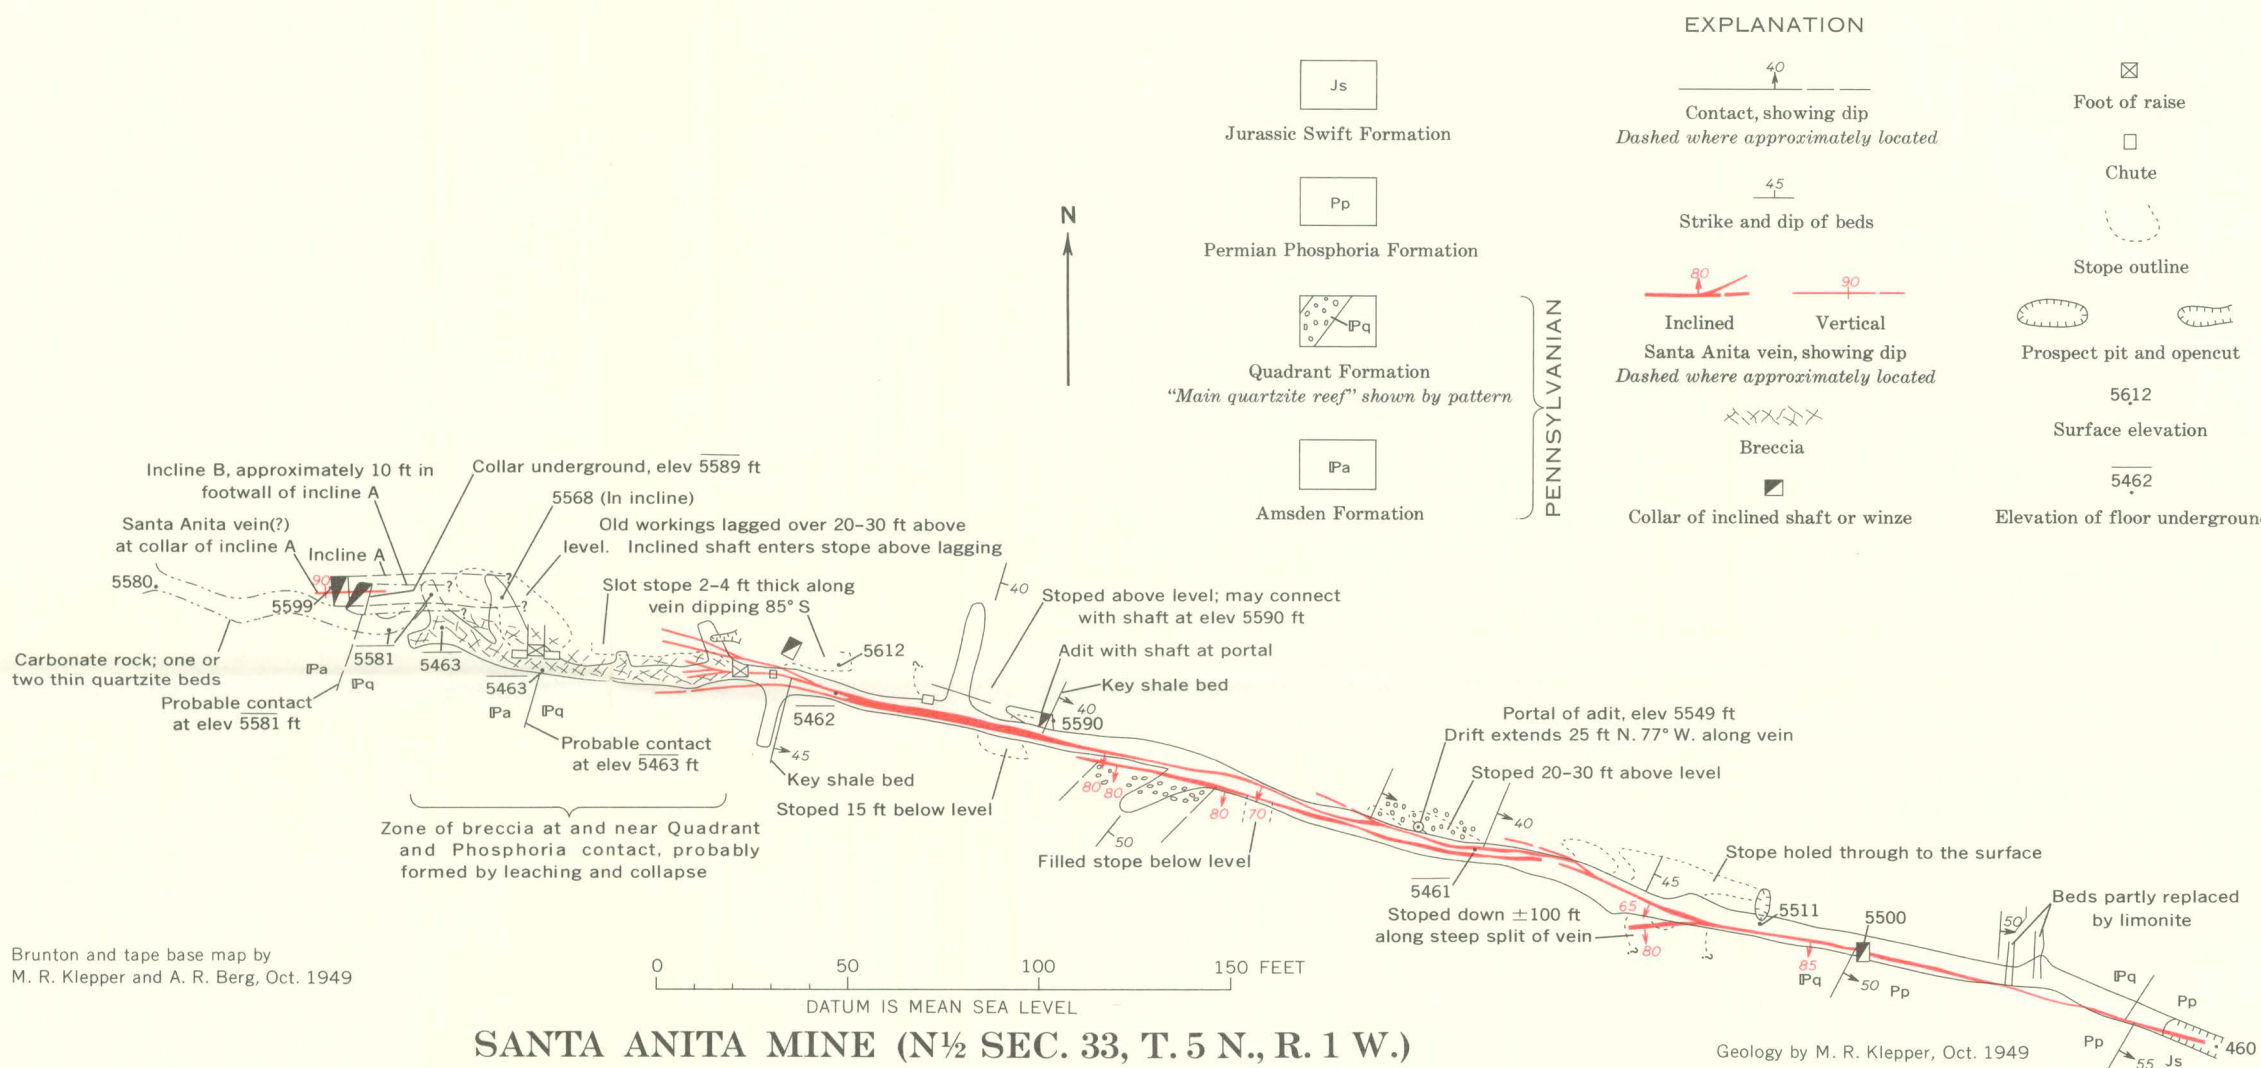 EXPLANATION
Js
Jurassic Swift Formation
Pp
Permian Phosphoria Formation
ℙq
Quadrant Formation
“Main quartzite reef” shown by pattern
ℙa
Amsden Formation
PENNSYLVANIAN
40
Contact, showing dip
Dashed where approximately located
45
Strike and dip of beds
80
90
Inclined
Vertical
Santa Anita vein, showing dip
Dashed where approximately located
Breccia
Collar of inclined shaft or winze
Foot of raise
Chute
Stope outline
Prospect pit and opencut
5612
Surface elevation
5462
Elevation of floor underground
N
Incline B, approximately 10 ft in
footwall of incline A
Collar underground, elev 5589 ft
5568 (In incline)
Santa Anita vein(?)
at collar of incline A
Incline A
Old workings lagged over 20–30 ft above
level. Inclined shaft enters stope above lagging
5580
90
5599
?
?
?
?
Slot stope 2–4 ft thick along
vein dipping 85° S
5612
40
Stoped above level; may connect
with shaft at elev 5590 ft
Adit with shaft at portal
Key shale bed
40
5590
?
Carbonate rock; one or
two thin quartzite beds
ℙa
ℙq
5581
5463
5463
Probable contact
at elev 5581 ft
ℙa
ℙq
Probable contact
at elev 5463 ft
5462
45
Key shale bed
Stoped 15 ft below level
Zone of breccia at and near Quadrant
and Phosphoria contact, probably
formed by leaching and collapse
80
80
80
70
50
Filled stope below level
Portal of adit, elev 5549 ft
Drift extends 25 ft N. 77° W. along vein
Stoped 20–30 ft above level
40
5461
Stoped down ±100 ft
along steep split of vein
65
80
?
?
45
Stope holed through to the surface
5511
5500
85
ℙq
50
Pp
50
Beds partly replaced
by limonite
ℙq
Pp
Pp
55
Js
460
Brunton and tape base map by
M. R. Klepper and A. R. Berg, Oct. 1949
0 50 100 150 FEET
DATUM IS MEAN SEA LEVEL
SANTA ANITA MINE (N½ SEC. 33, T. 5 N., R. 1 W.)
Geology by M. R. Klepper, Oct. 1949